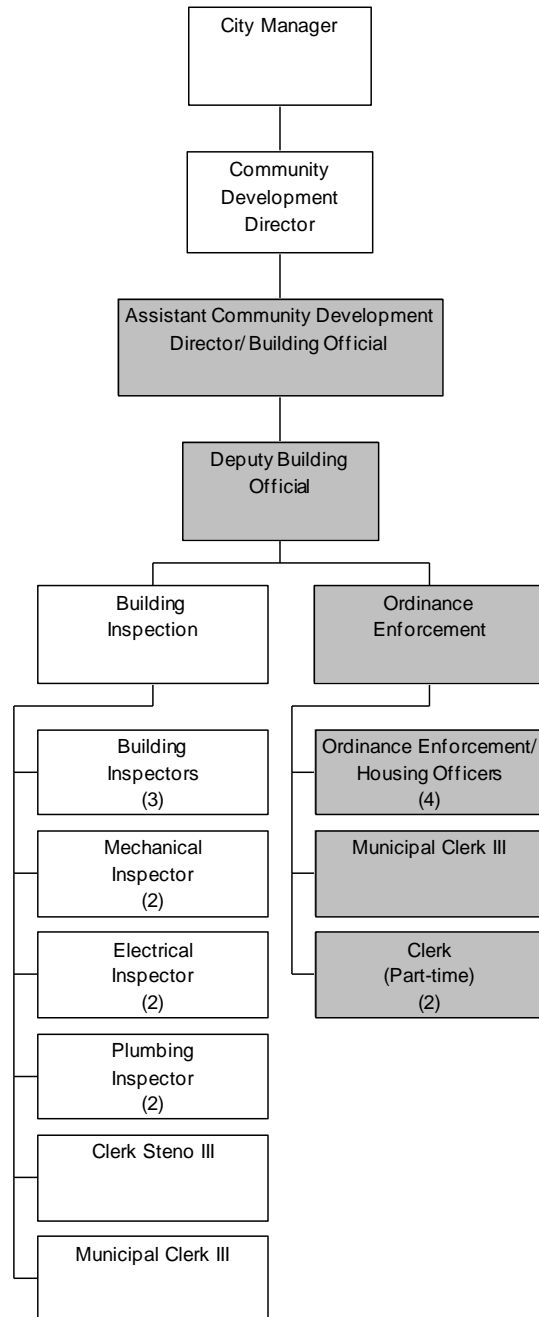 City Manager
Community
Development
Director
Assistant Community Development
Director/ Building Official
Deputy Building
Official
Building
Inspection
Ordinance
Enforcement
Building
Inspectors
(3)
Ordinance Enforcement/
Housing Officers
(4)
Mechanical
Inspector
(2)
Municipal Clerk III
Electrical
Inspector
(2)
Clerk
(Part-time)
(2)
Plumbing
Inspector
(2)
Clerk Steno III
Municipal Clerk III